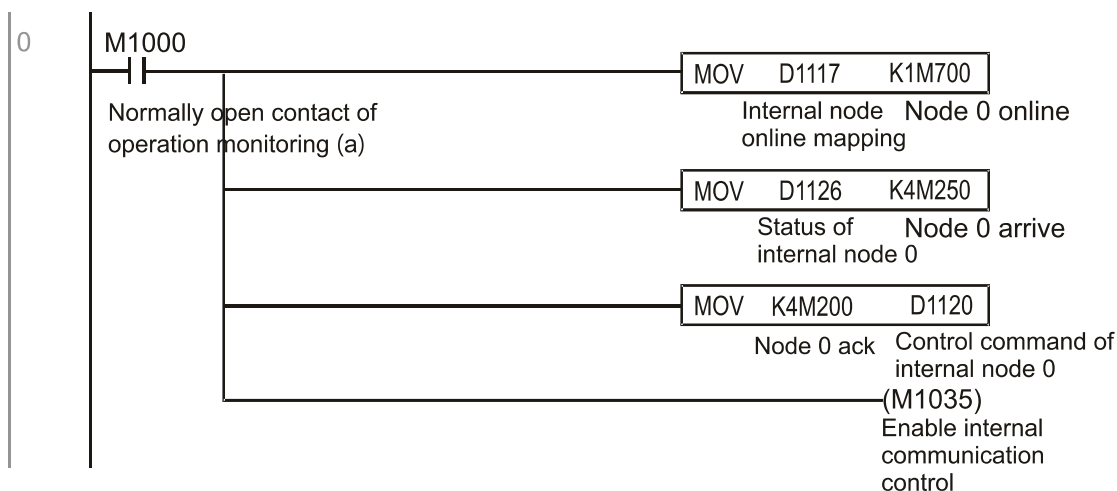 0
M1000
Normally open contact of
operation monitoring (a)
MOV D1117 K1M700
Internal node
online mapping
Node 0 online
MOV D1126 K4M250
Status of
internal node 0
Node 0 arrive
MOV K4M200 D1120
Node 0 ack
Control command of
internal node 0
(M1035)
Enable internal
communication
control